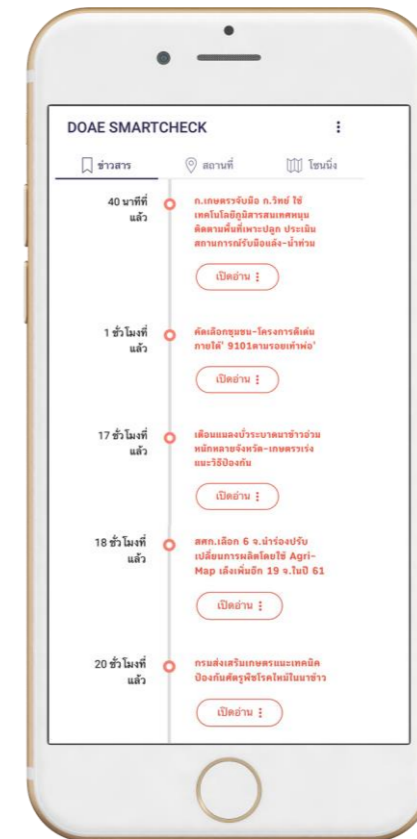 DOAE SMARTCHECK
ข่าวสาร
สถานที่
โซนนิ่ง
40 นาทีที่
แล้ว
ก.เกษตรฯจับมือ ก.วิทย์ ใช้
เทคโนโลยีภูมิสารสนเทศหนุน
ติดตามพื้นที่เพาะปลูก ประเมิน
สถานการณ์รับมือแล้ง-น้ำท่วม
เปิดอ่าน
1 ชั่วโมงที่
แล้ว
คัดเลือกชุมชน-โครงการดีเด่น
ภายใต้' 9101ตามรอยเท้าพ่อ'
เปิดอ่าน
17 ชั่วโมงที่
แล้ว
เตือนแมลงบั่วระบาดนาข้าวอ่วม
หนักหลายจังหวัด-เกษตรฯเร่ง
แนะวิธีป้องกัน
เปิดอ่าน
18 ชั่วโมงที่
แล้ว
สศก.เลือก 6 จ.นำร่องปรับ
เปลี่ยนการผลิตโดยใช้ Agri-
Map เล็งเพิ่มอีก 19 จ.ในปี 61
เปิดอ่าน
20 ชั่วโมงที่
แล้ว
กรมส่งเสริมเกษตรแนะเทคนิค
ป้องกันศัตรูพืชโรคไหม้ในนาข้าว
เปิดอ่าน